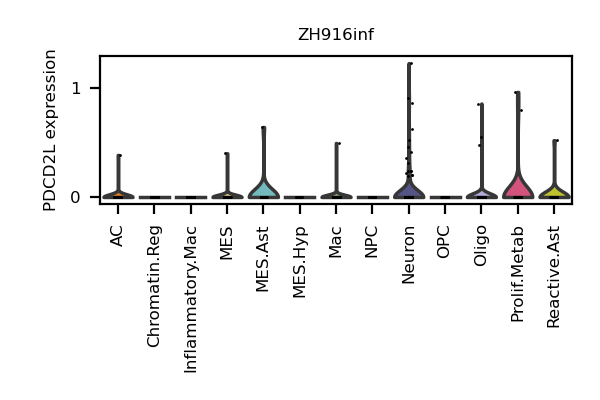 ZH916inf
PDCD2L expression
1
0
AC
Chromatin.Reg
Inflammatory.Mac
MES
MES.Ast
MES.Hyp
Mac
NPC
Neuron
OPC
Oligo
Prolif.Metab
Reactive.Ast